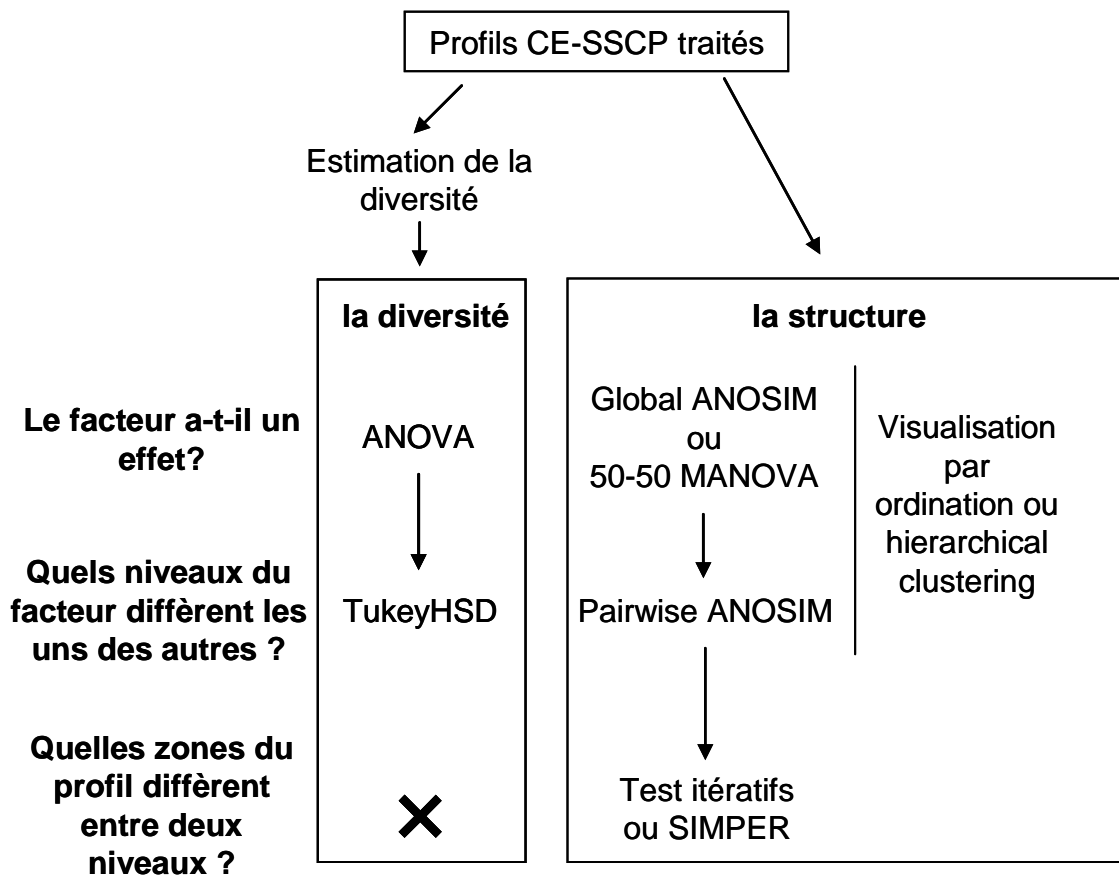 Profils CE-SSCP traités
Estimation de la
diversité
la diversité
la structure
Le facteur a-t-il un
effet?
ANOVA
Global ANOSIM
ou
50-50 MANOVA
Visualisation
par
ordination ou
hierarchical
clustering
Quels niveaux du
facteur diffèrent les
uns des autres ?
TukeyHSD
Pairwise ANOSIM
Quelles zones du
profil diffèrent
entre deux
niveaux ?
Test itératifs
ou SIMPER